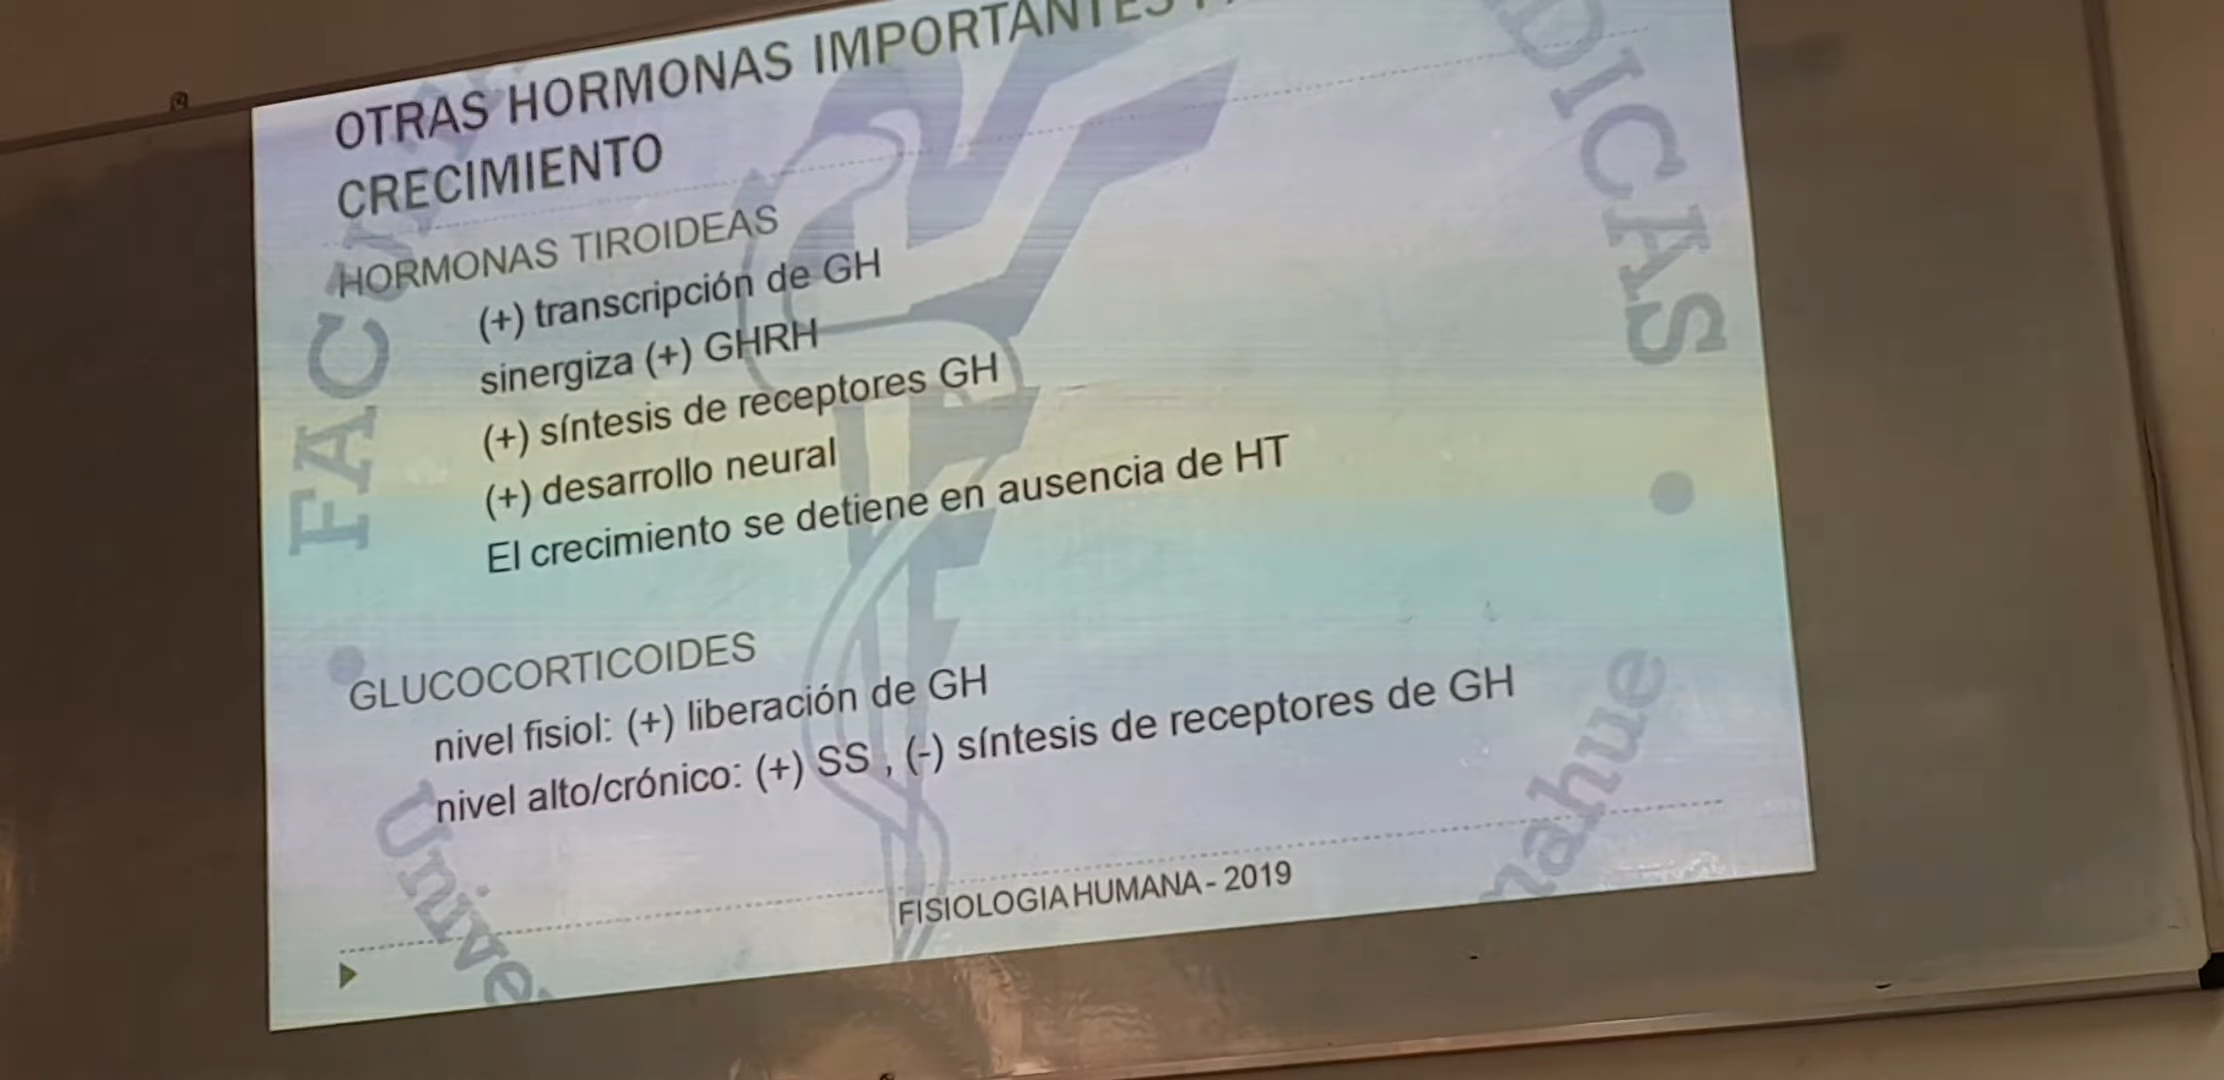 OTRAS HORMONAS IMPORTANTES
CRECIMIENTO
HORMONAS TIROIDEAS
(+) transcripción de GH
sinergiza (+) GHRH
(+) síntesis de receptores GH
(+) desarrollo neural
El crecimiento se detiene en ausencia de HT
GLUCOCORTICOIDES
nivel fisiol: (+) liberación de GH
nivel alto/crónico: (+) SS , (-) síntesis de receptores de GH
FISIOLOGIA HUMANA - 2019